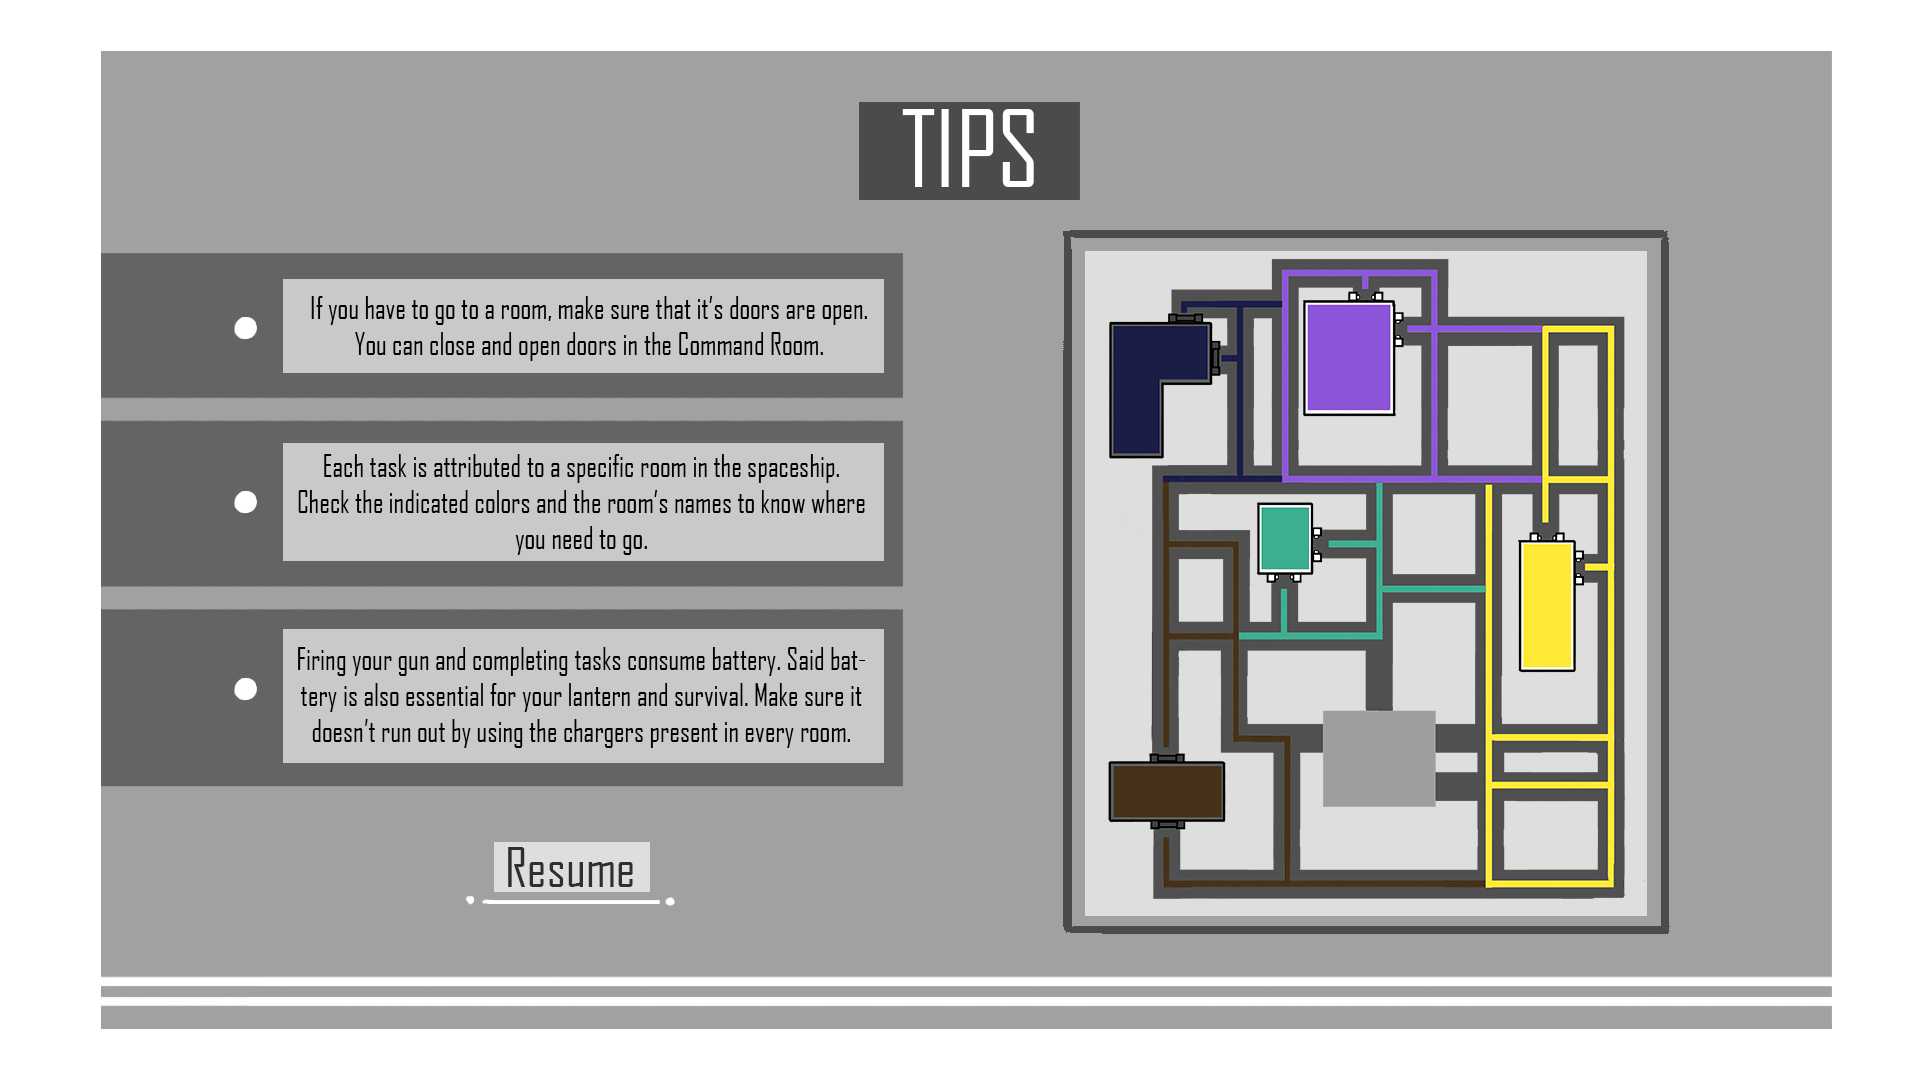 TIPS
If you have to go to a room, make sure that it's doors are open.
You can close and open doors in the Command Room.
Each task is attributed to a specific room in the spaceship.
Check the indicated colors and the room's names to know where
you need to go.
Firing your gun and completing tasks consume battery. Said bat-
tery is also essential for your lantern and survival. Make sure it
doesn't run out by using the chargers present in every room.
Resume